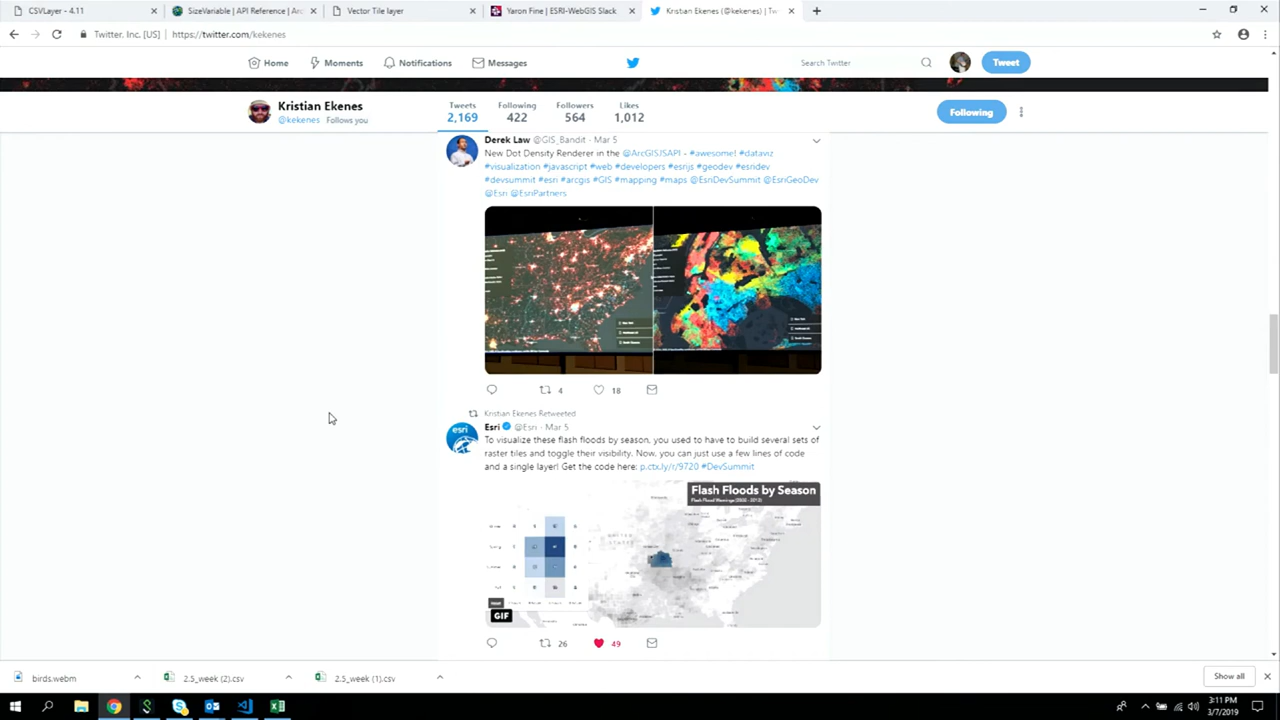 CSVLayer - 4.11
SizeVariable | API Reference | Arc
Vector Tile layer
Yaron Fine | ESRI-WebGIS Slack
Kristian Ekenes (@kekenes) | Tw
Twitter, Inc. [US]
https://twitter.com/kekenes
Home
Moments
Notifications
Messages
Search Twitter
Tweet
Kristian Ekenes
@kekenes Follows you
Tweets
2,169
Following
422
Followers
564
Likes
1,012
Following
Derek Law @GIS_Bandit · Mar 5
New Dot Density Renderer in the @ArcGISJSAPI - #awesome! #dataviz
#visualization #javascript #web #developers #esrijs #geodev #esridev
#devsummit #esri #arcgis #GIS #mapping #maps @EsriDevSummit @EsriGeoDev
@Esri @EsriPartners
4
18
Kristian Ekenes Retweeted
esri
Esri @Esri · Mar 5
To visualize these flash floods by season, you used to have to build several sets of
raster tiles and toggle their visibility. Now, you can just use a few lines of code
and a single layer! Get the code here: p.ctx.ly/r/9720 #DevSummit
Flash Floods by Season
UNITED
STATES
GIF
26
49
birds.webm
2.5_week (2).csv
2.5_week (1).csv
Show all
3:11 PM
3/7/2019